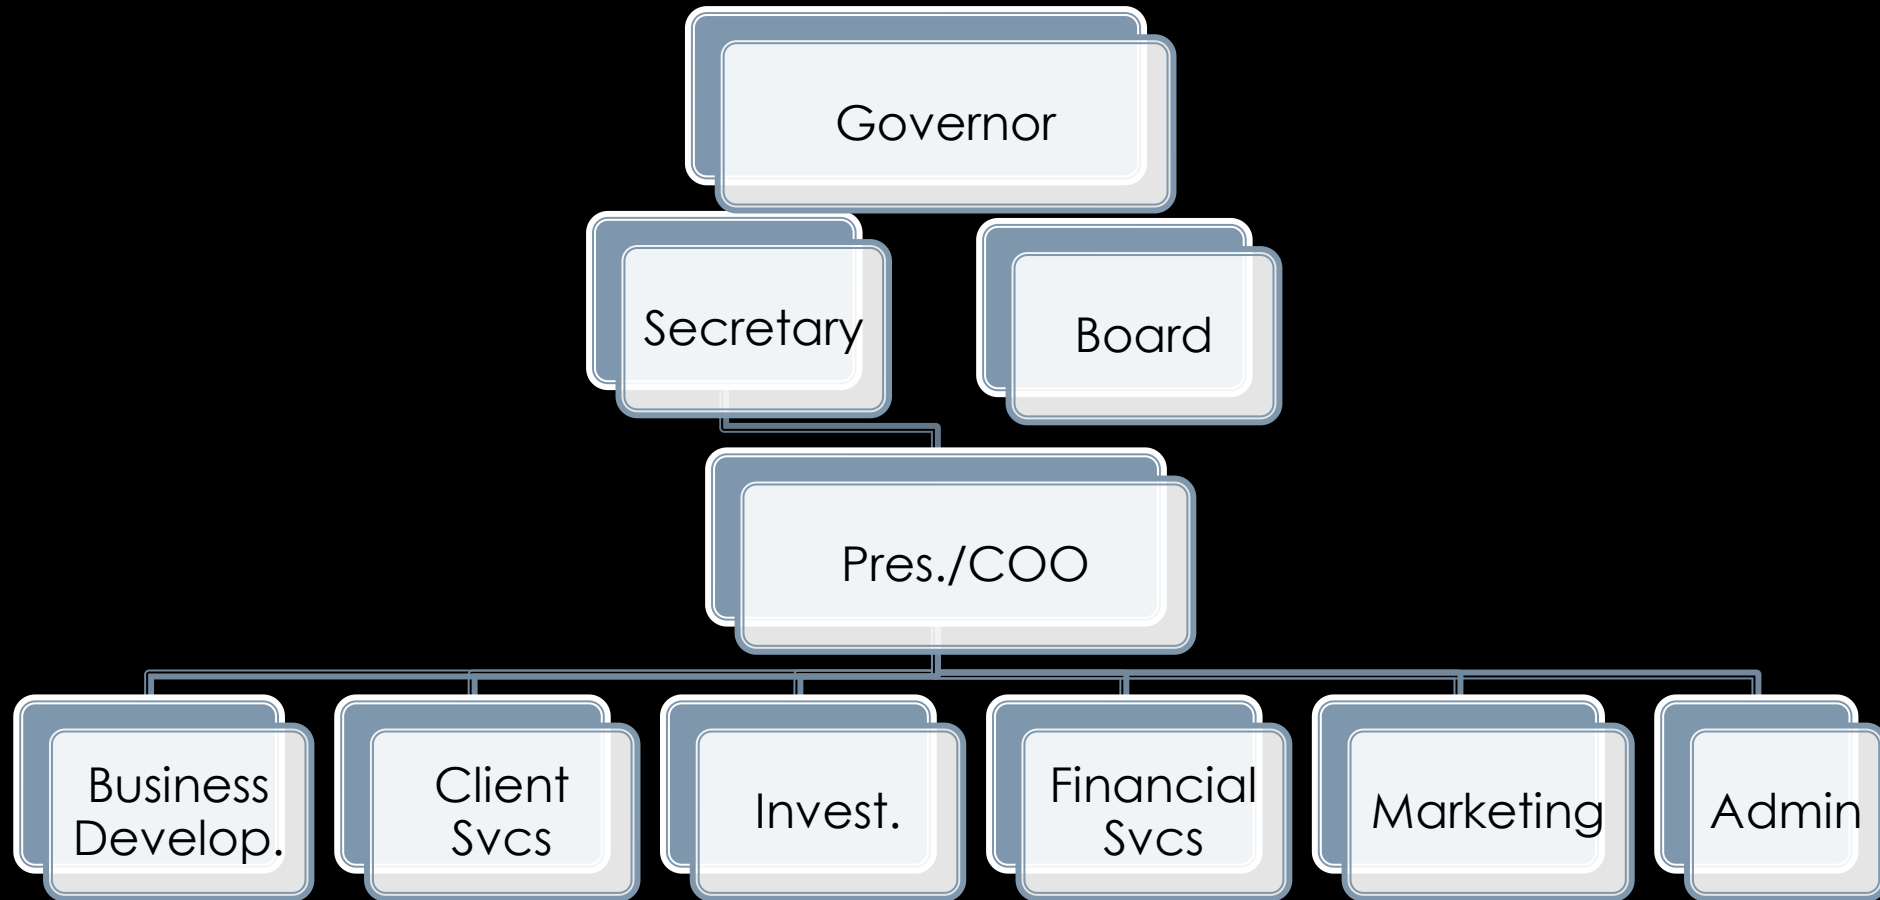 Governor
Secretary
Board
Pres./COO
Business
Develop.
Client
Svcs
Invest.
Financial
Svcs
Marketing
Admin